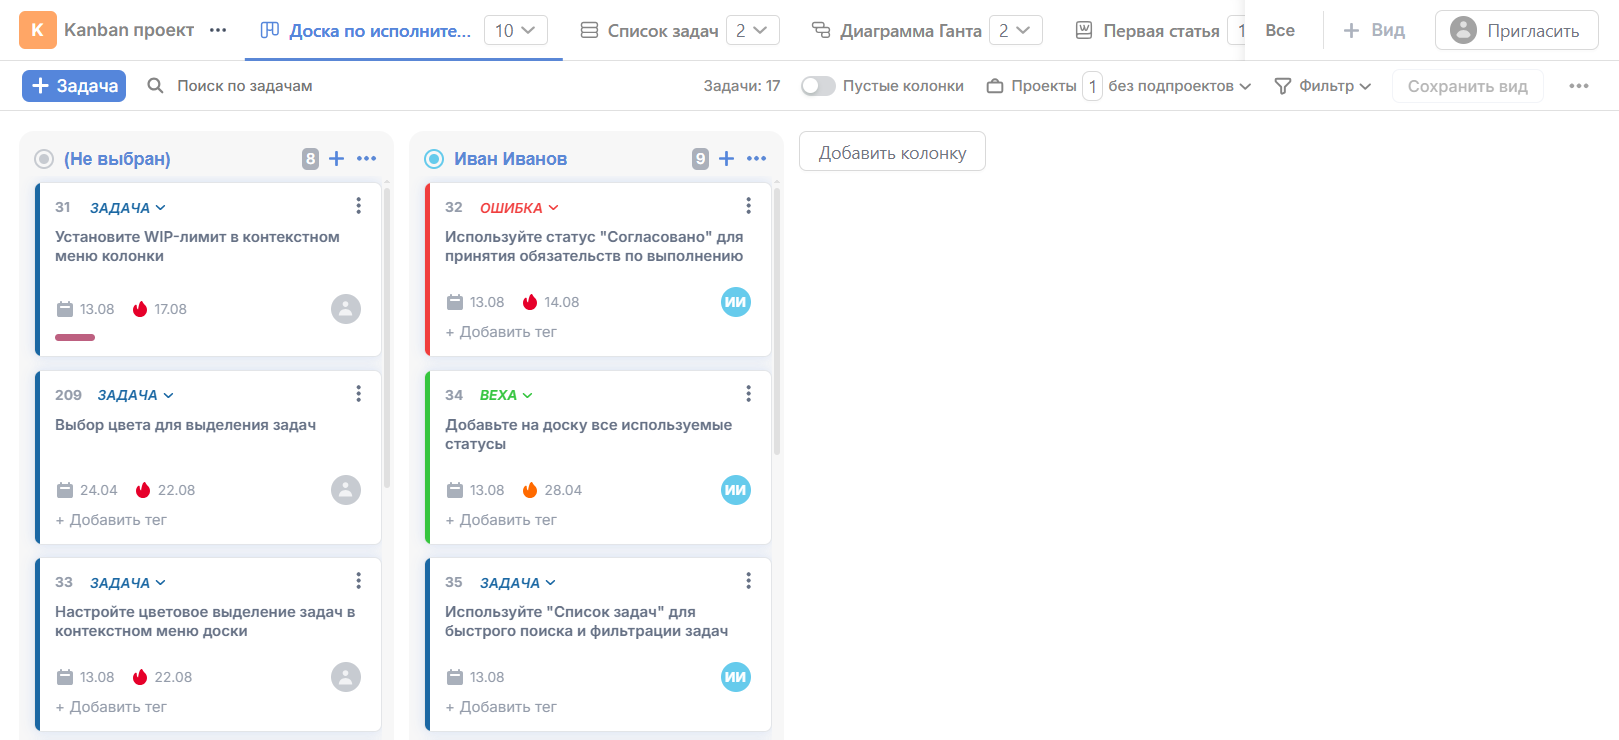 K Kanban проект
Доска по исполните... 10
Список задач 2
Диаграмма Ганта 2
Первая статья 1
Все
Вид
Пригласить
+ Задача
Поиск по задачам
Задачи: 17
Пустые колонки
Проекты 1 без подпроектов
Фильтр
Сохранить вид
(Не выбран) 8
31 ЗАДАЧА
Установите WIP-лимит в контекстном
меню колонки
13.08 17.08
209 ЗАДАЧА
Выбор цвета для выделения задач
24.04 22.08
+ Добавить тег
33 ЗАДАЧА
Настройте цветовое выделение задач в
контекстном меню доски
13.08 22.08
+ Добавить тег
Иван Иванов 9
32 ОШИБКА
Используйте статус "Согласовано" для
принятия обязательств по выполнению
13.08 14.08 ИИ
+ Добавить тег
34 ВЕХА
Добавьте на доску все используемые
статусы
13.08 28.04 ИИ
+ Добавить тег
35 ЗАДАЧА
Используйте "Список задач" для
быстрого поиска и фильтрации задач
13.08 ИИ
+ Добавить тег
Добавить колонку